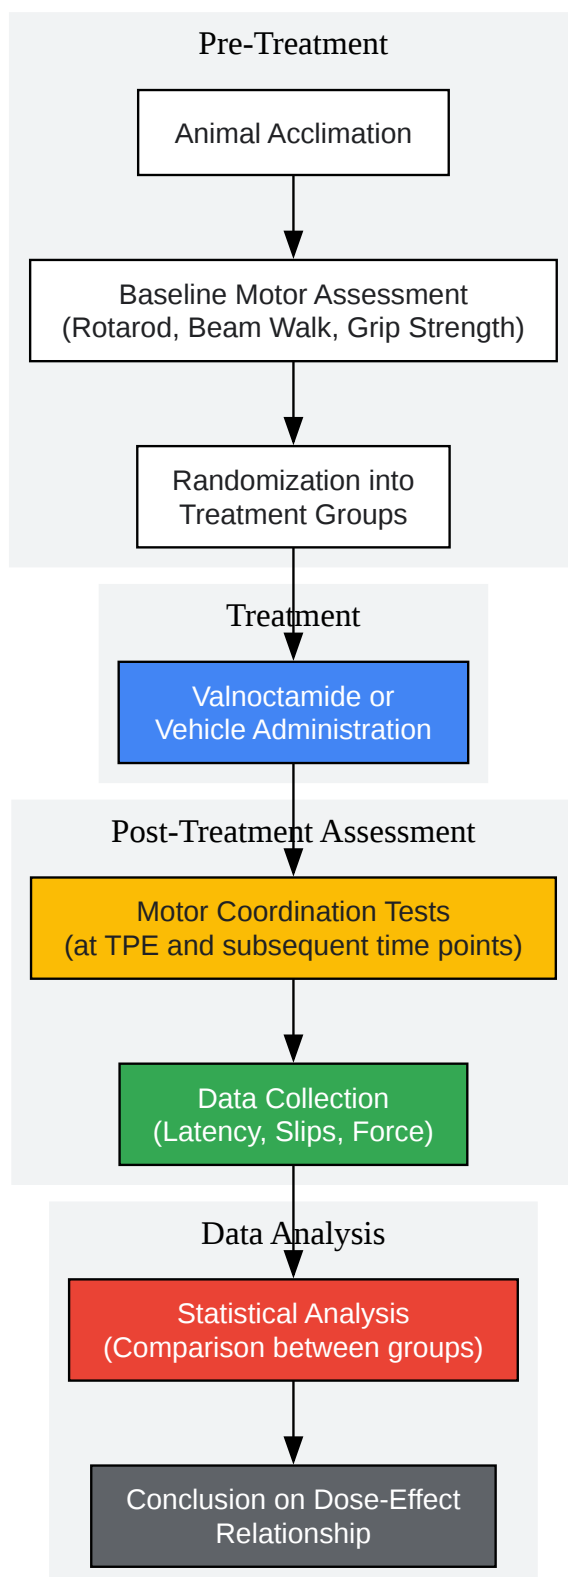 Pre-Treatment
Animal Acclimation
Baseline Motor Assessment
(Rotarod, Beam Walk, Grip Strength)
Randomization into
Treatment Groups
Treatment
Valnoctamide or
Vehicle Administration
Post-Treatment Assessment
Motor Coordination Tests
(at TPE and subsequent time points)
Data Collection
(Latency, Slips, Force)
Data Analysis
Statistical Analysis
(Comparison between groups)
Conclusion on Dose-Effect
Relationship